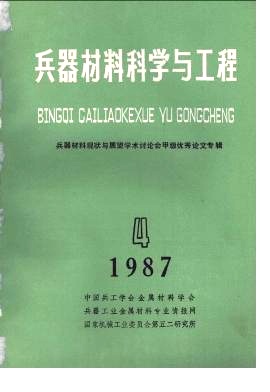 兵器材料科学与工程
BINGQI CAILIAOKEXUE YU GONGCHENG
兵器材料现状与展望学术讨论会甲级优秀论文专辑
4
1987
中国兵工学会金属材料学会
兵器工业金属材料专业情报网
国家机械工业委员会第五二研究所